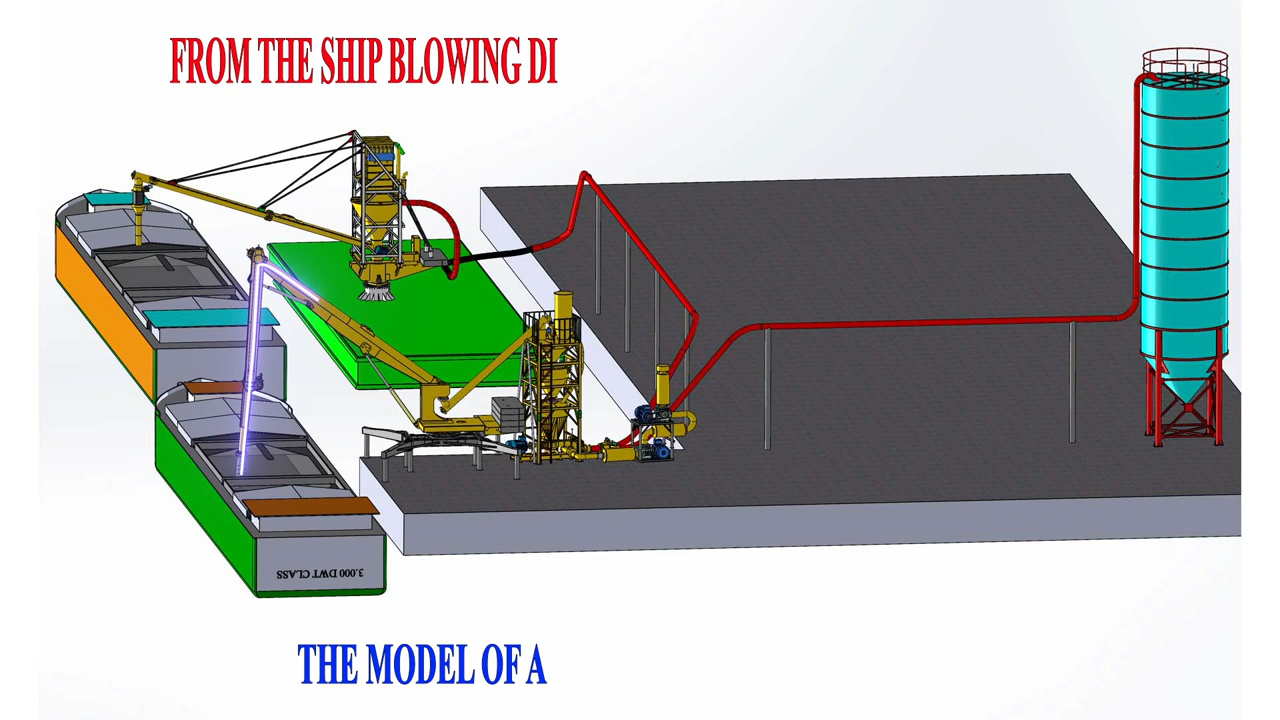 FROM THE SHIP BLOWING DI
3.000 DWT CLASS
THE MODEL OF A